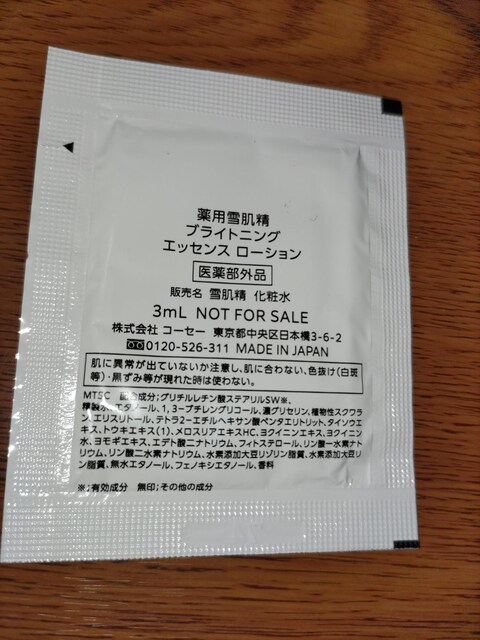 薬用雪肌精
ブライトニング
エッセンス ローション
医薬部外品
販売名 雪肌精 化粧水
3mL NOT FOR SALE
株式会社 コーセー 東京都中央区日本橋3-6-2
0120-526-311 MADE IN JAPAN
肌に異常が出ていないか注意し、肌に合わない、色抜け(白斑
等)・黒ずみ等が現れた時は使わない。
MTSC 配合成分:グリチルレチン酸ステアリルSW※、
精製水、エタノール、1,3-ブチレングリコール、濃グリセリン、植物性スクワラ
ン、エリスリトール、テトラ2-エチルヘキサン酸ペンタエリトリット、ダイソウエ
キス、トウキエキス(1)、メロスリアエキスHC、ヨクイニンエキス、ヨクイニン
水、ヨモギエキス、エデト酸二ナトリウム、フィトステロール、リン酸一水素ナト
リウム、リン酸二水素ナトリウム、水素添加大豆リゾリン脂質、水素添加大豆リ
ン脂質、無水エタノール、フェノキシエタノール、香料
※;有効成分 無印;その他の成分